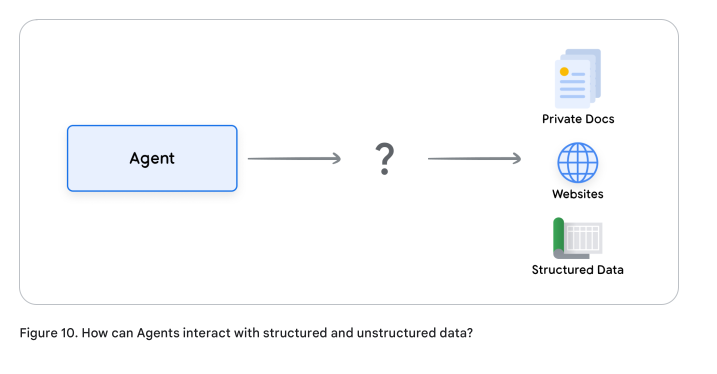 Agent
?
Private Docs
Websites
Structured Data
Figure 10. How can Agents interact with structured and unstructured data?